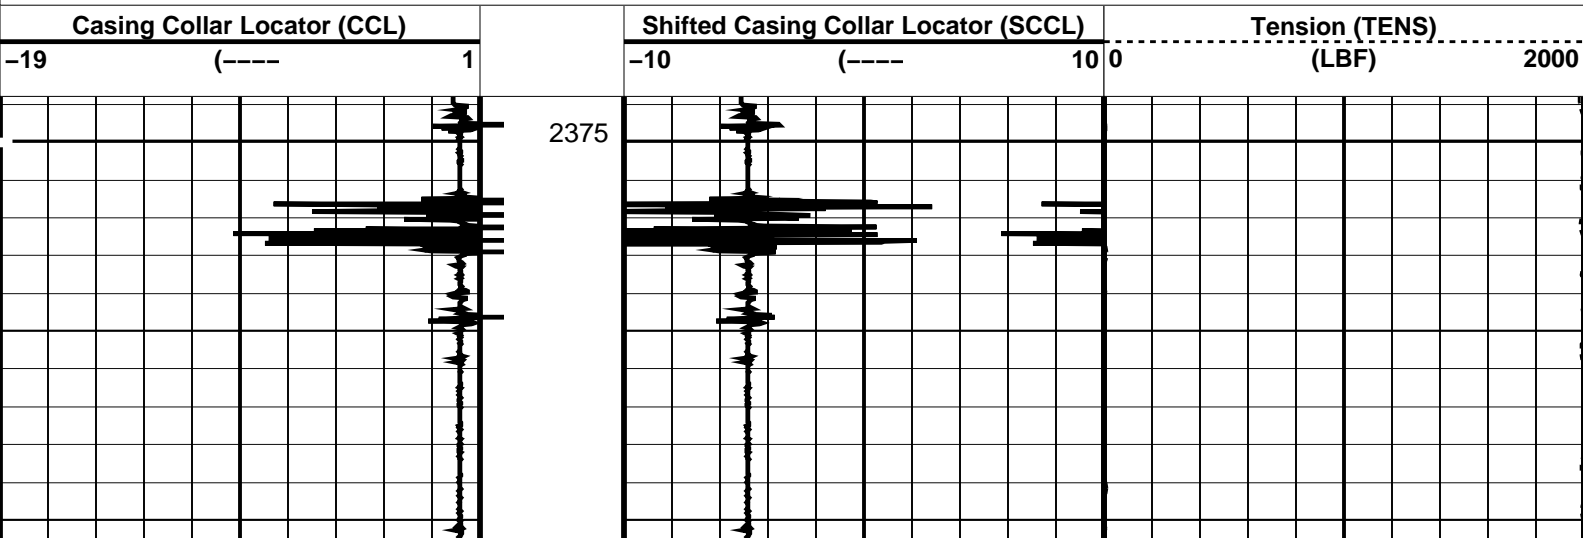 Casing Collar Locator (CCL)
−19 (−−−− 1
Shifted Casing Collar Locator (SCCL)
−10 (−−−− 10
Tension (TENS)
0 (LBF) 2000
2375